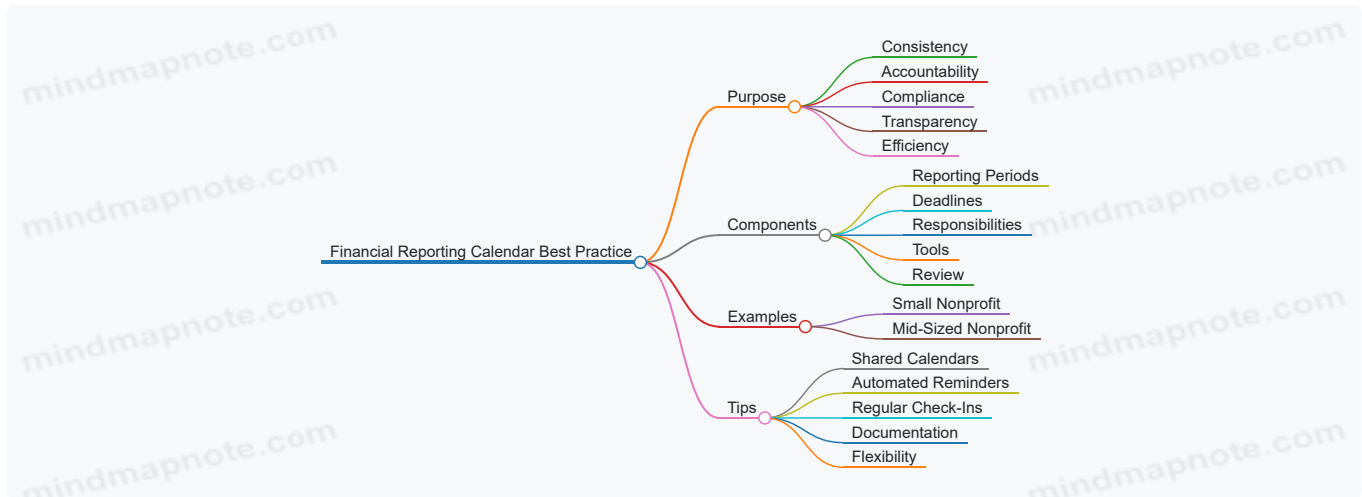 Financial Reporting Calendar Best Practice
Purpose
Consistency
Accountability
Compliance
Transparency
Efficiency
Components
Reporting Periods
Deadlines
Responsibilities
Tools
Review
Examples
Small Nonprofit
Mid-Sized Nonprofit
Tips
Shared Calendars
Automated Reminders
Regular Check-Ins
Documentation
Flexibility
mindmapnote.com
mindmapnote.com
mindmapnote.com
mindmapnote.com
mindmapnote.com
mindmapnote.com
mindmapnote.com
mindmapnote.com